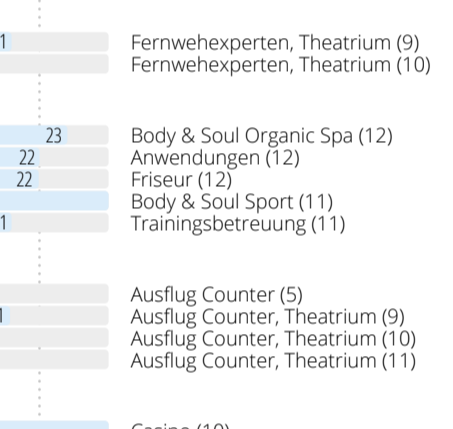 1 Fernwehexperten, Theatrium (9)
Fernwehexperten, Theatrium (10)
23 Body & Soul Organic Spa (12)
22 Anwendungen (12)
22 Friseur (12)
Body & Soul Sport (11)
1 Trainingsbetreuung (11)
Ausflug Counter (5)
Ausflug Counter, Theatrium (9)
Ausflug Counter, Theatrium (10)
Ausflug Counter, Theatrium (11)